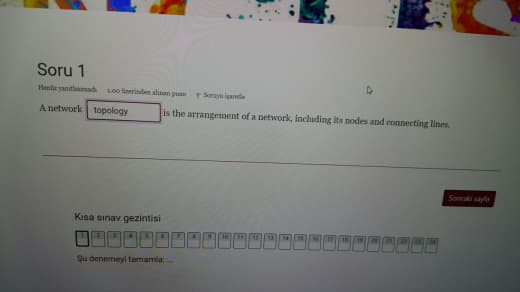 Soru 1
Henüz yanıtlanmadı 1,00 üzerinden alınan puan Soruyu işaretle
A network topology is the arrangement of a network, including its nodes and connecting lines.
Sonraki sayfa
Kısa sınav gezintisi
1 2 3 4 5 6 7 8 9 10 11 12 13 14 15 16 17 18 19 20 21 22 23 24
Şu denemeyi tamamla: ...